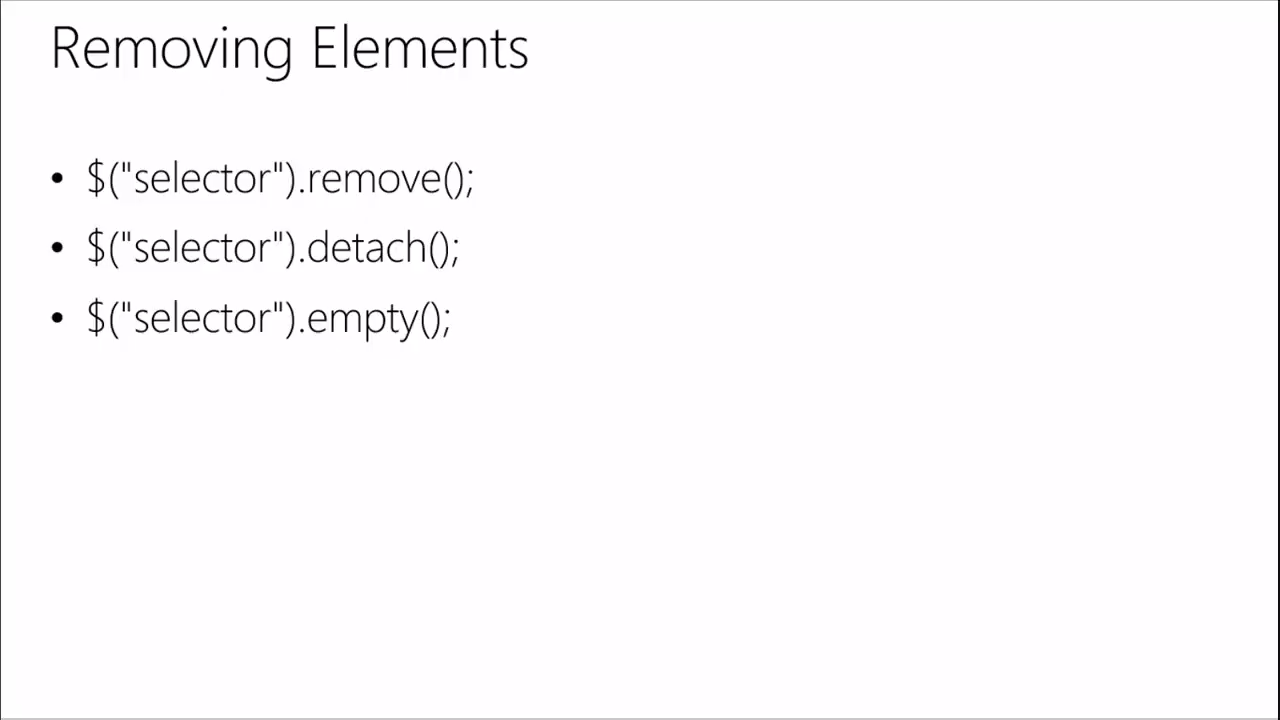 Removing Elements
• $("selector").remove();
• $("selector").detach();
• $("selector").empty();